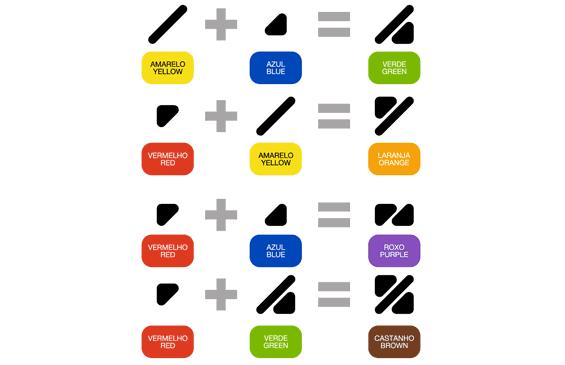 AMARELO
YELLOW
AZUL
BLUE
VERDE
GREEN
VERMELHO
RED
AMARELO
YELLOW
LARANJA
ORANGE
VERMELHO
RED
AZUL
BLUE
ROXO
PURPLE
VERMELHO
RED
VERDE
GREEN
CASTANHO
BROWN